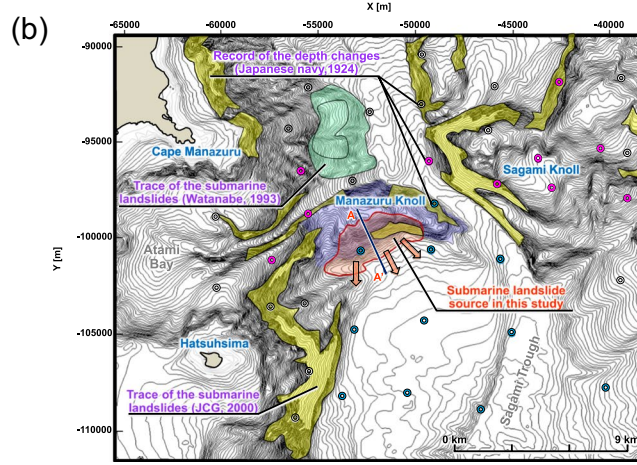 (b)
X [m]
-65000
-60000
-55000
-50000
-45000
-40000
-90000
Record of the depth changes
(Japanese navy,1924)
-95000
Cape Manazuru
Sagami Knoll
Trace of the submarine
landslides (Watanabe, 1993)
Manazuru Knoll
A
Y [m]
-100000
Atami
Bay
A'
Submarine landslide
source in this study
-105000
Hatsuhsima
Sagami Trough
Trace of the submarine
landslides (JCG, 2000)
-110000
0 km
9 km